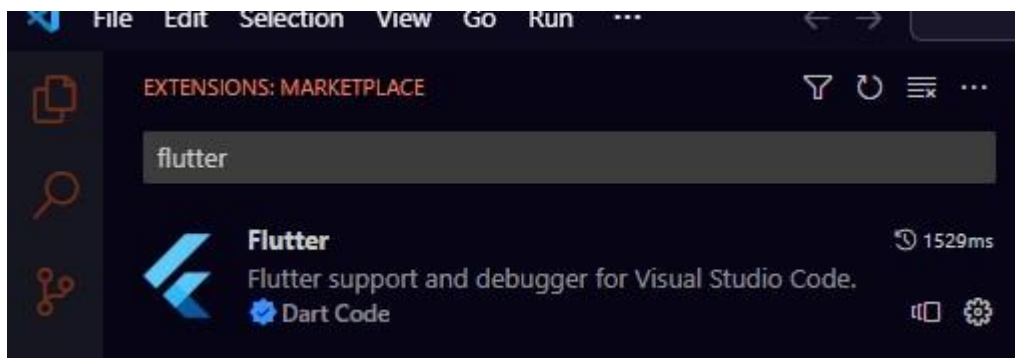 File Edit Selection View Go Run ...
EXTENSIONS: MARKETPLACE
flutter
Flutter
1529ms
Flutter support and debugger for Visual Studio Code.
Dart Code